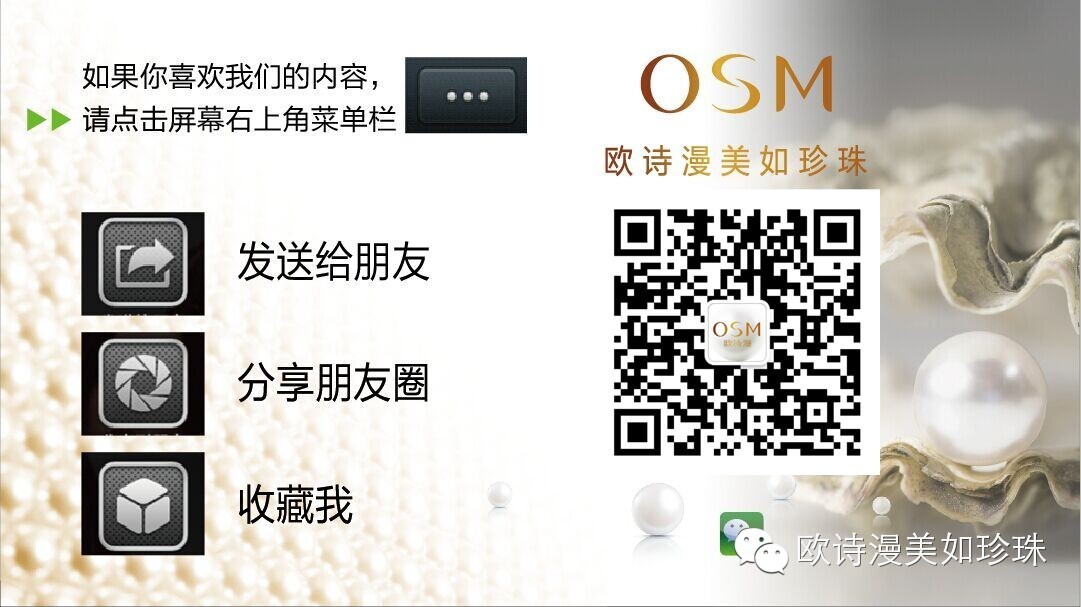 如果你喜欢我们的内容，
请点击屏幕右上角菜单栏
发送给朋友
分享朋友圈
收藏我
OSM
欧诗漫美如珍珠
OSM
欧诗漫
欧诗漫美如珍珠